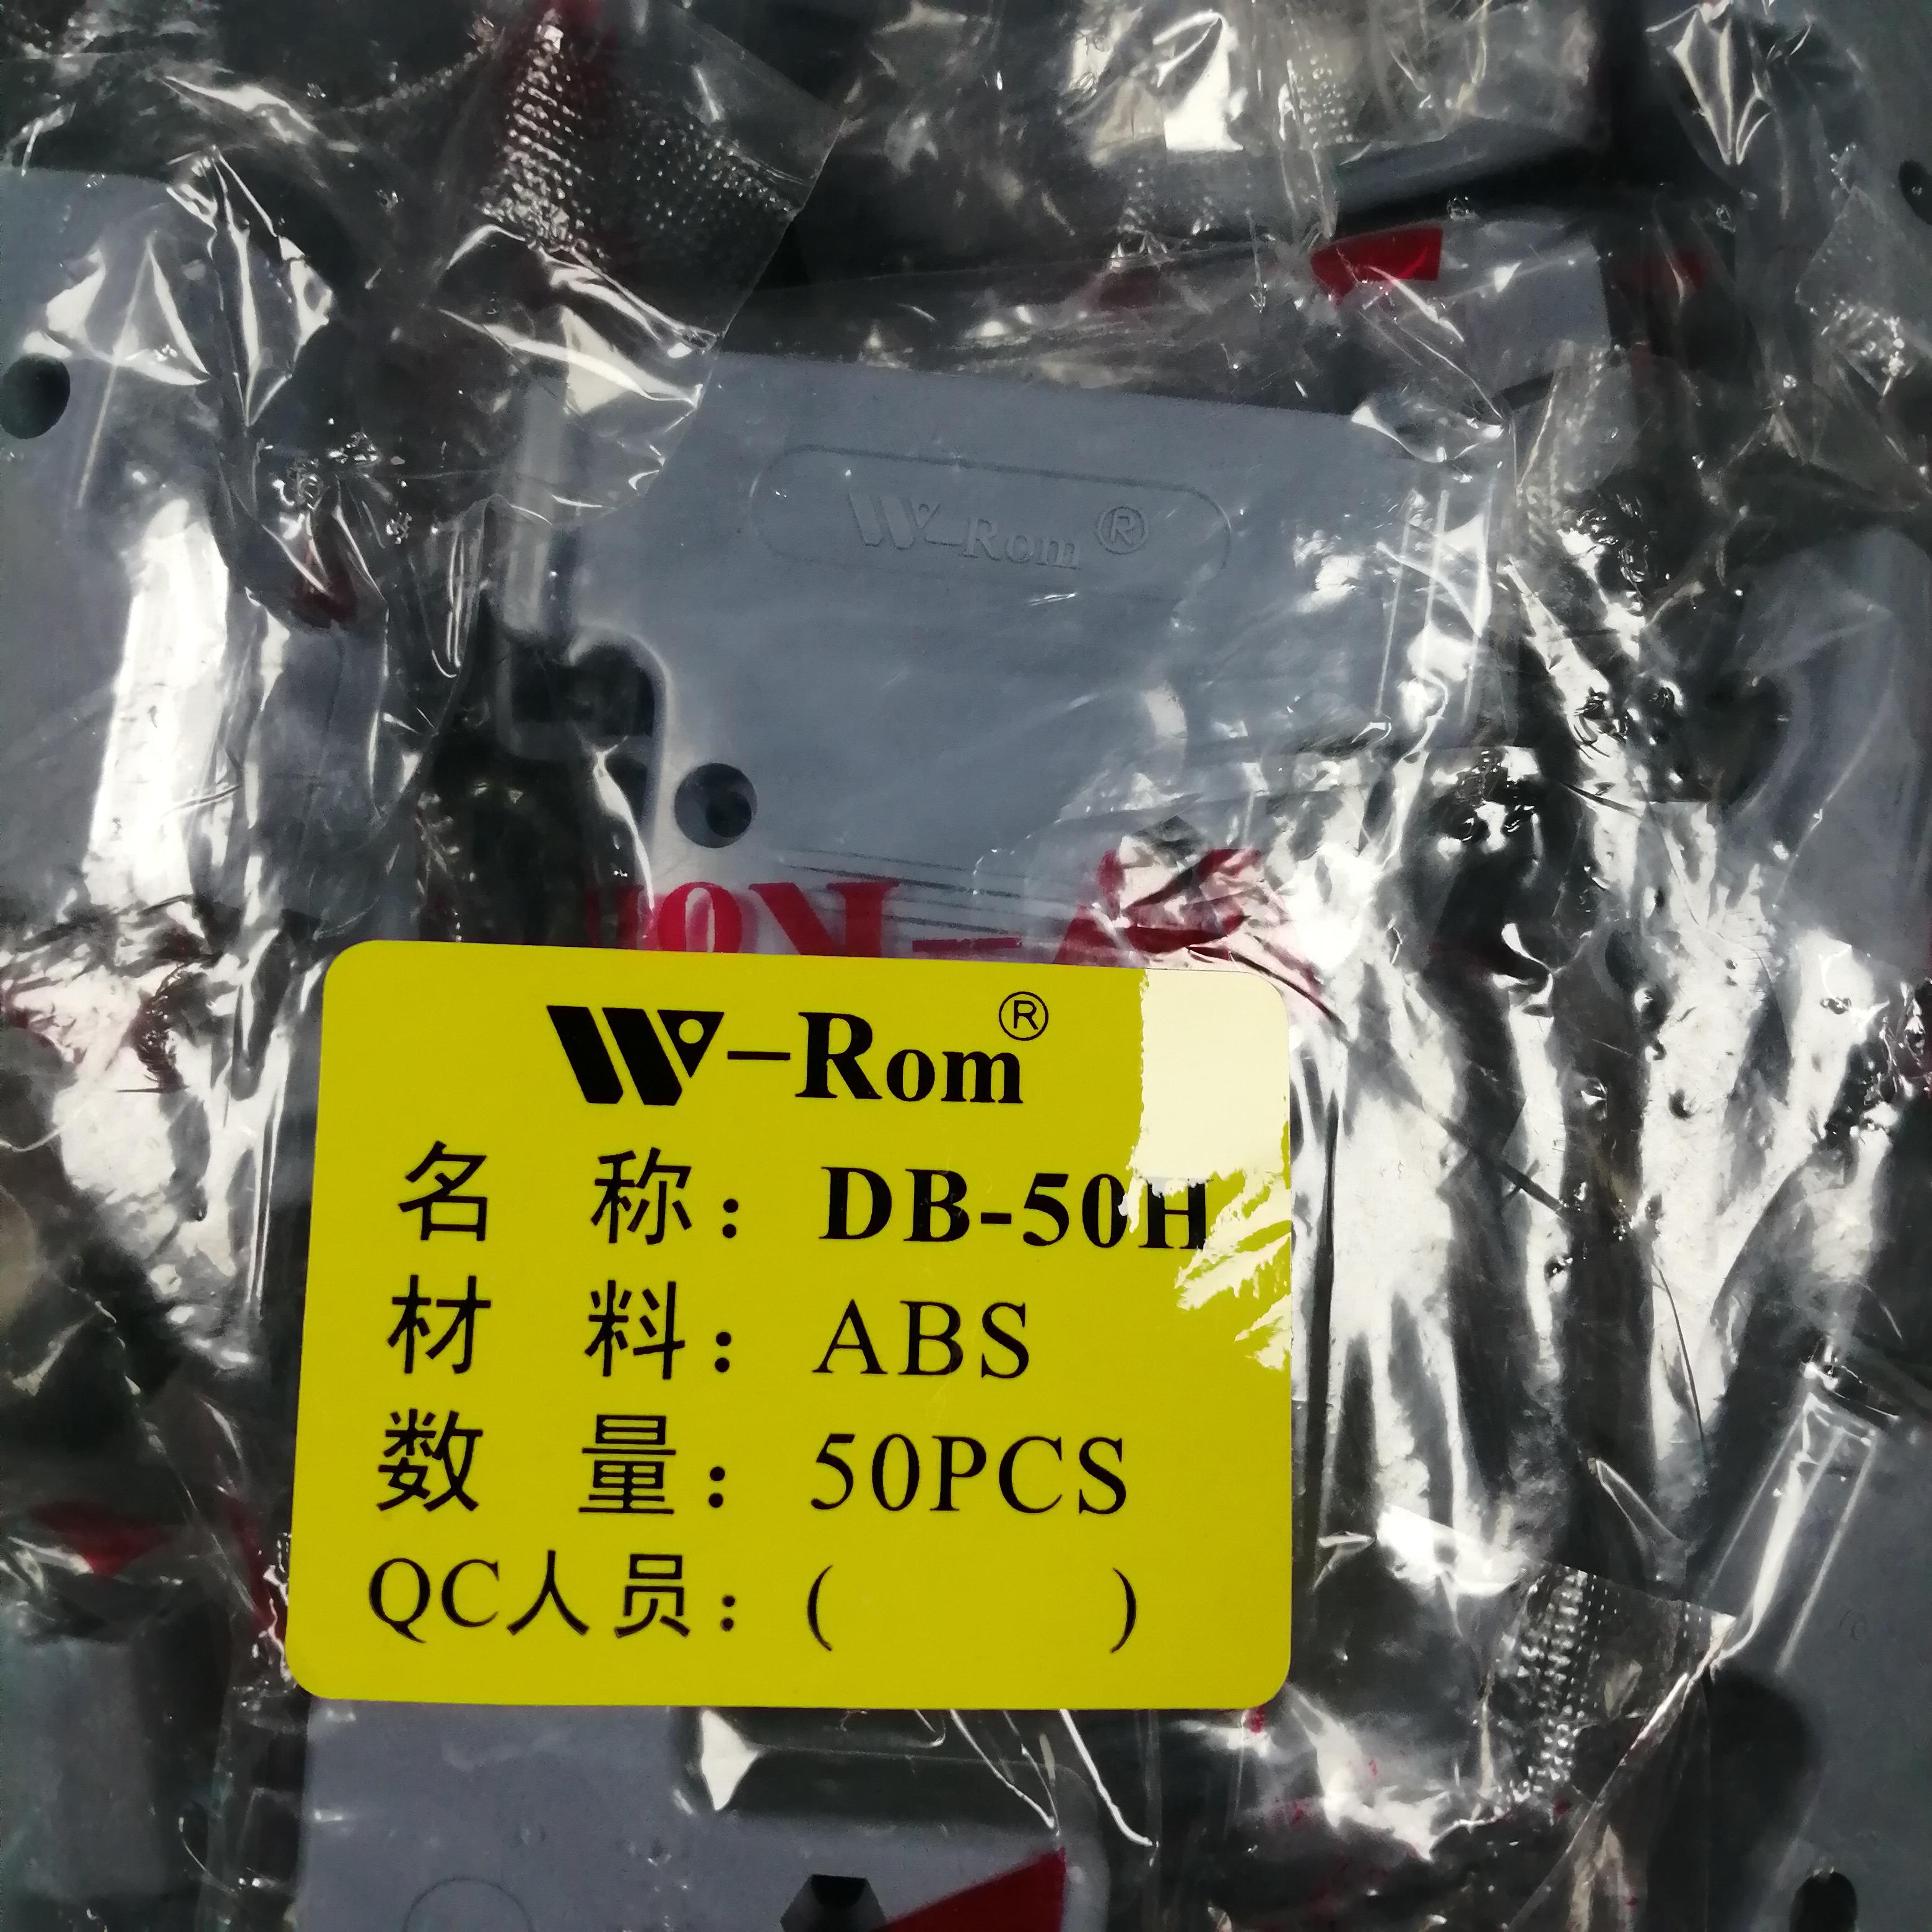 W-Rom®
W-Rom®
名 称：DB-50H
材 料：ABS
数 量：50PCS
QC人员：( )